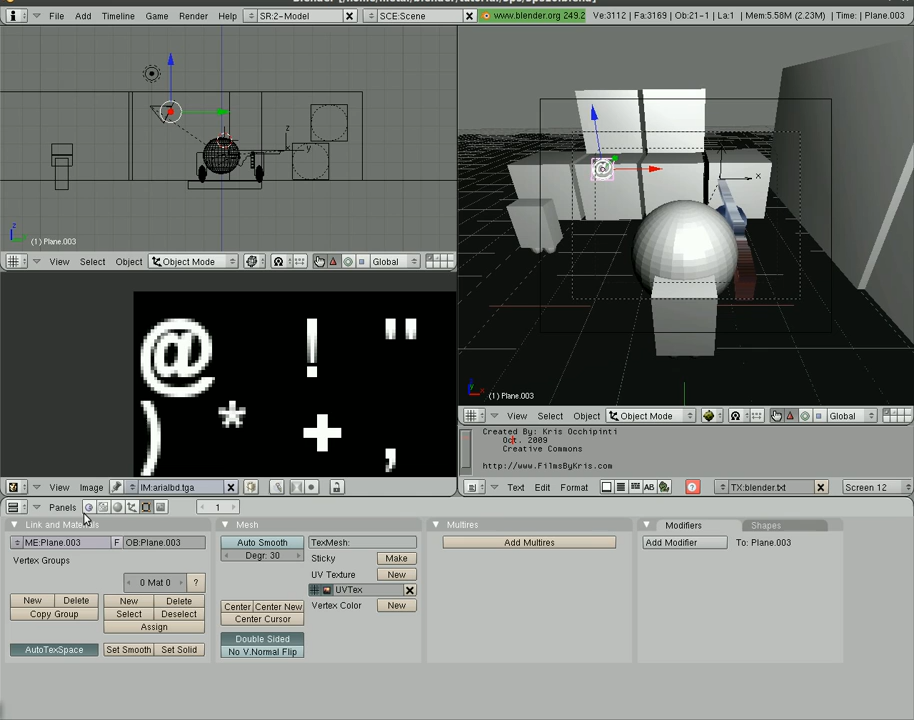 Add Timeline Game Render Help SR:2-Model SCE:Scene www.blender.org 249.2 Ve:3112 | Fa:3169 | Ob:21-1 | La:1 | Mem:5.58M (2.23M) | Time: | Plane.003
z
y
z
y
(1) Plane.003
View Select Object Object Mode Global
x
(1) Plane.003
View Select Object Object Mode Global
@ ! "
) * + ,
Created By: Kris Occhipinti
Oct. 2009
Creative Commons
http://www.FilmsByKris.com
View Image IM:arialbd.tga
Text Edit Format AB TX:blender.txt Screen 12
Panels 1
Link and Materials Mesh Multires Modifiers Shapes
ME:Plane.003 F OB:Plane.003 Auto Smooth TexMesh: Add Multires Add Modifier To: Plane.003
Vertex Groups Degr: 30 Sticky Make
0 Mat 0 ? UV Texture New
UVTex
New Delete New Delete Center Center New Vertex Color New
Copy Group Select Deselect Center Cursor
Assign
Double Sided
AutoTexSpace Set Smooth Set Solid No V.Normal Flip